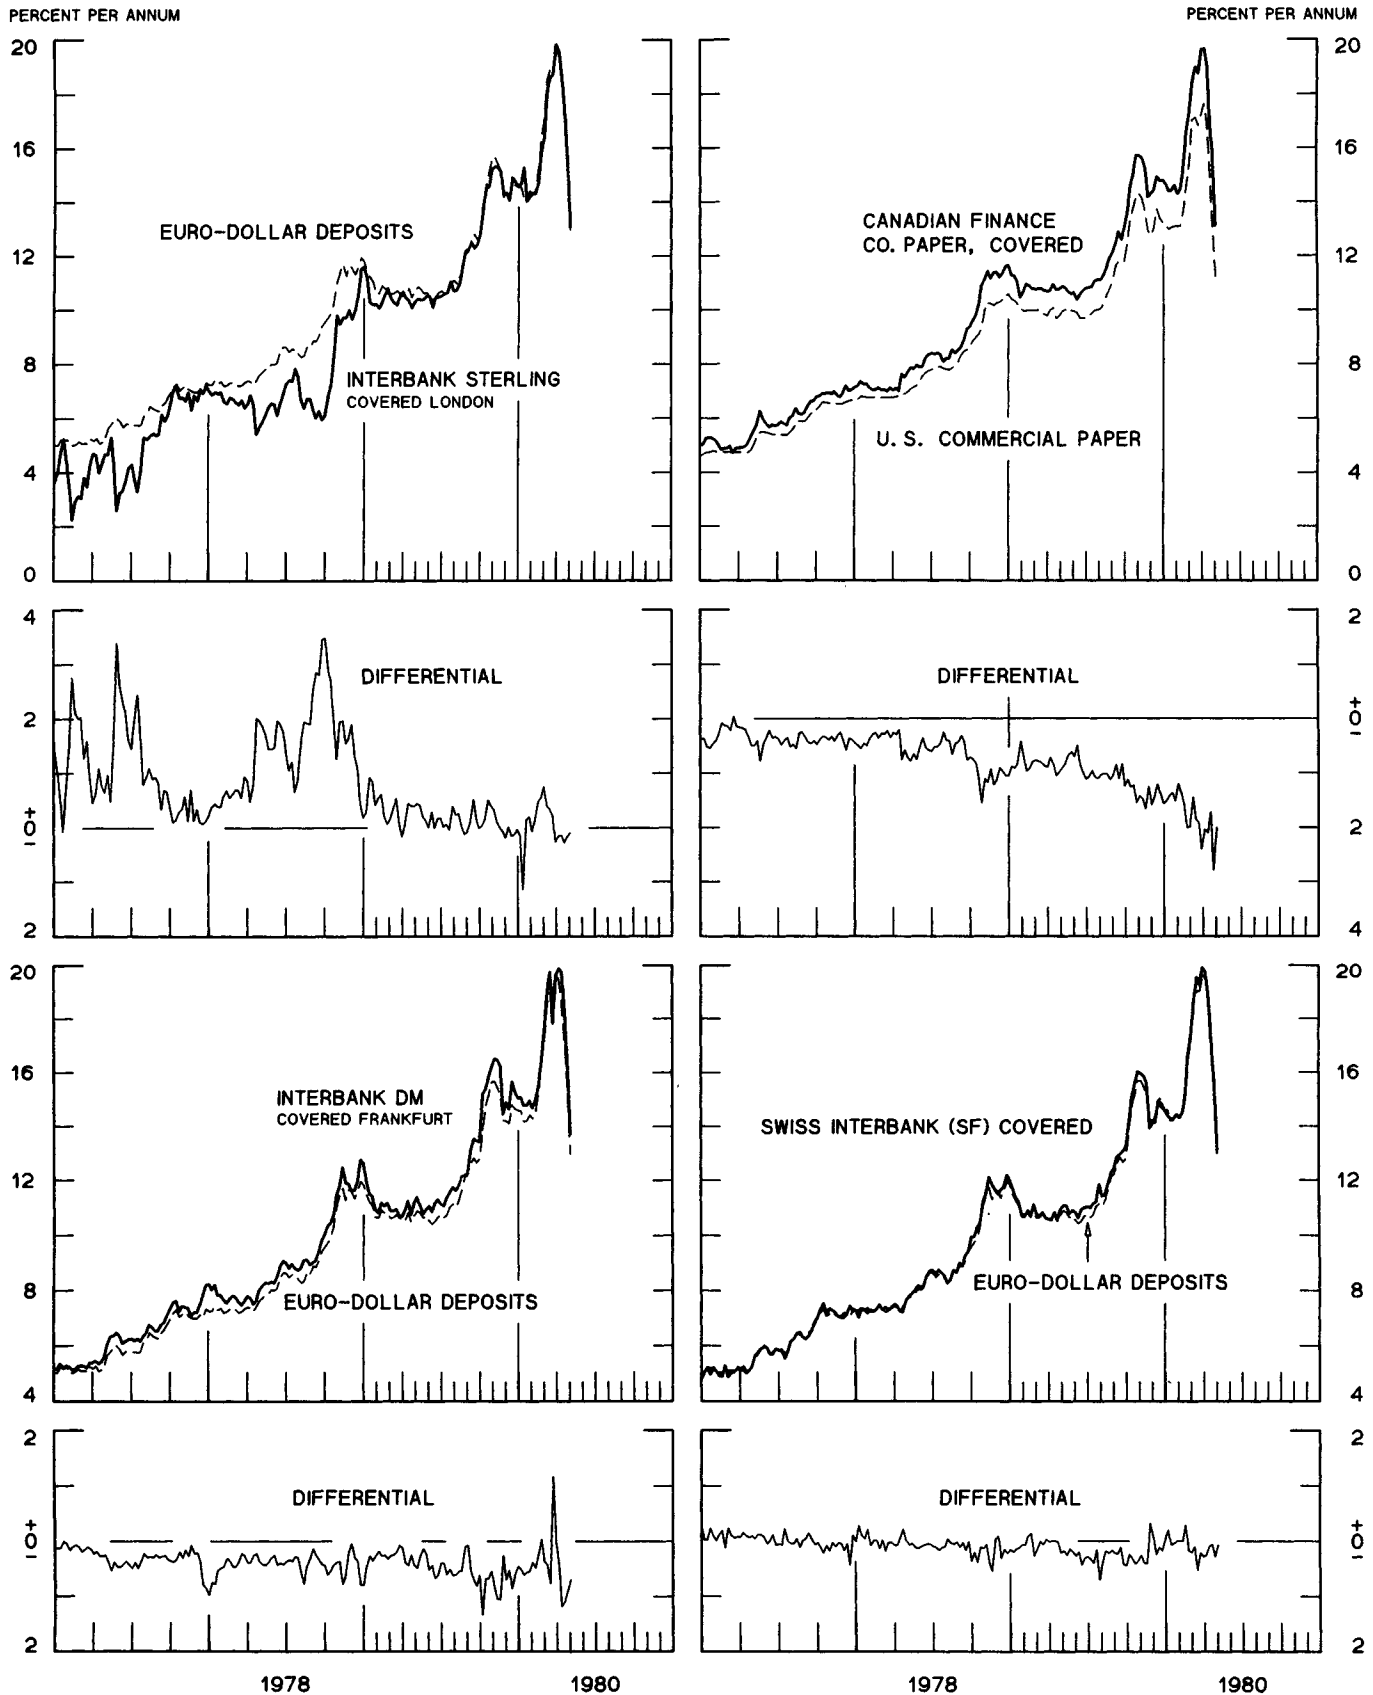 PERCENT PER ANNUM
PERCENT PER ANNUM
20
16
12
8
4
0
EURO-DOLLAR DEPOSITS
INTERBANK STERLING
COVERED LONDON
CANADIAN FINANCE
CO. PAPER, COVERED
U. S. COMMERCIAL PAPER
20
16
12
8
4
0
4
2
+
0
−
2
DIFFERENTIAL
DIFFERENTIAL
2
+
0
−
2
4
20
16
12
8
4
INTERBANK DM
COVERED FRANKFURT
EURO-DOLLAR DEPOSITS
SWISS INTERBANK (SF) COVERED
EURO-DOLLAR DEPOSITS
20
16
12
8
4
2
+
0
−
2
DIFFERENTIAL
DIFFERENTIAL
2
+
0
−
2
1978
1980
1978
1980